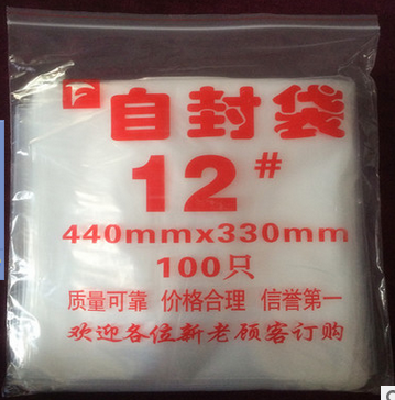 自封袋
12#
440mmx330mm
100只
质量可靠 价格合理 信誉第一
欢迎各位新老顾客订购